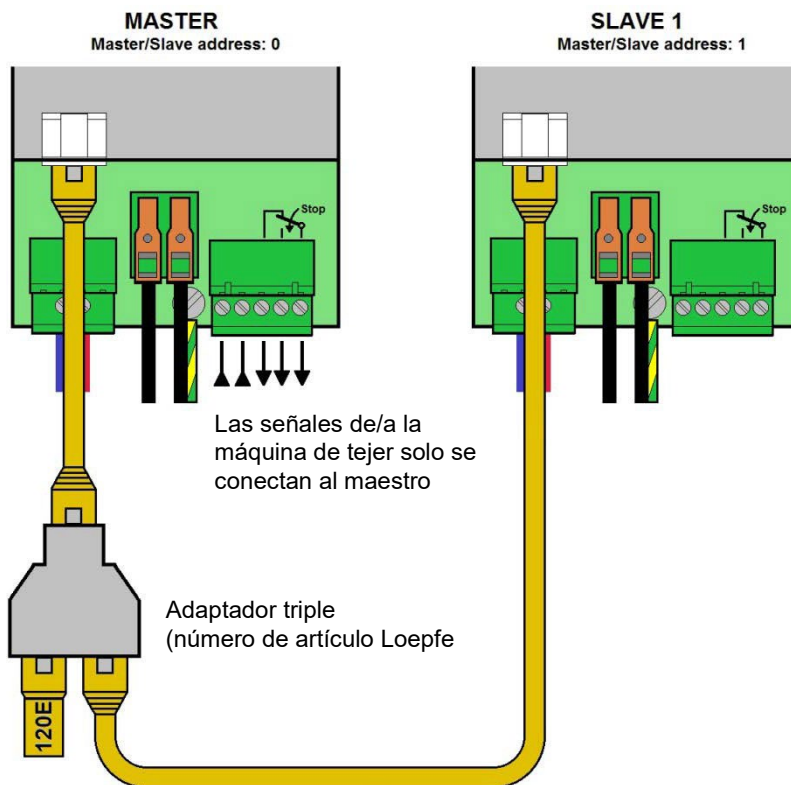 MASTER
Master/Slave address: 0
SLAVE 1
Master/Slave address: 1
Stop
Stop
Las señales de/a la
máquina de tejer solo se
conectan al maestro
Adaptador triple
(número de artículo Loepfe
120E